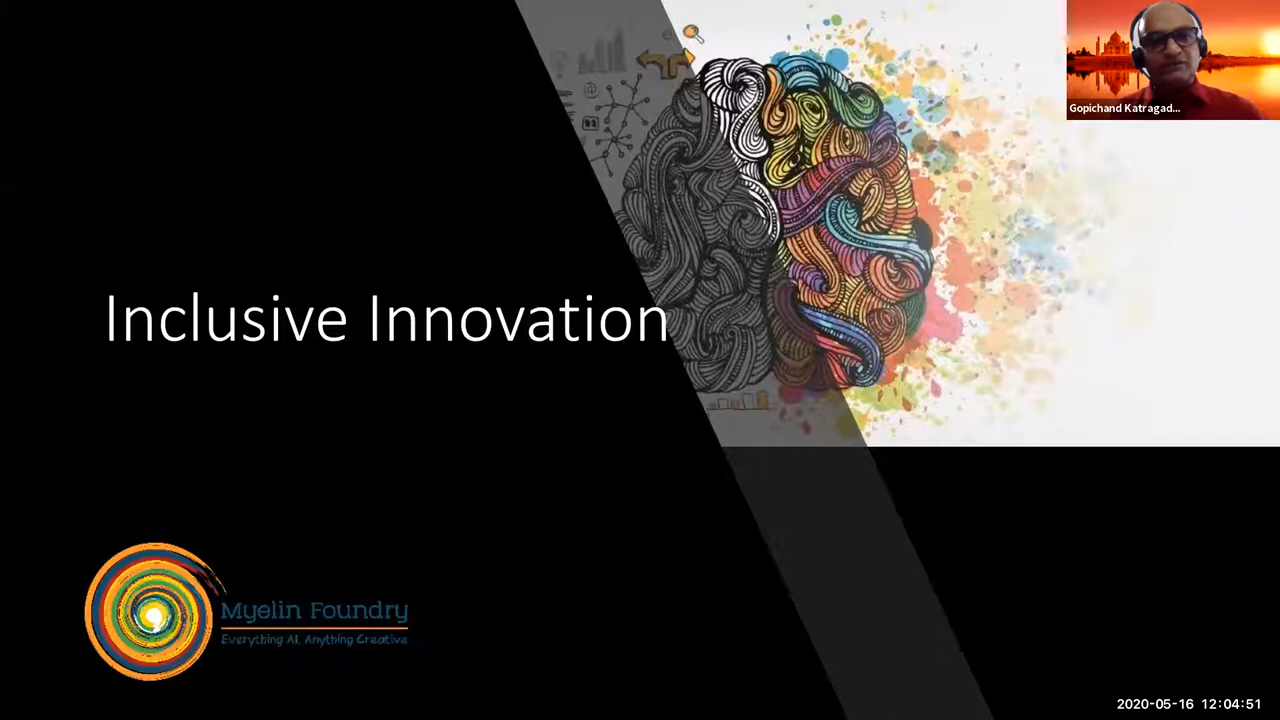 Gopichand Katragad...
Inclusive Innovation
Myelin Foundry
Everything AI, Anything Creative
2020-05-16 12:04:51